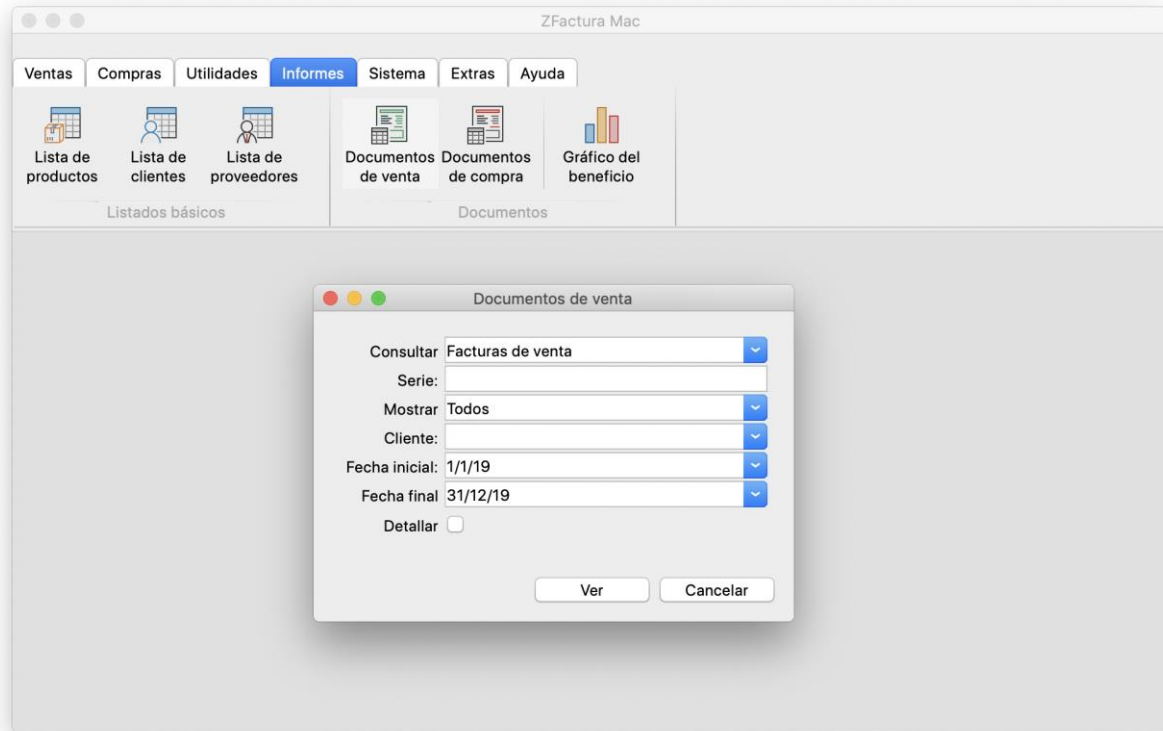 ZFactura Mac
Ventas Compras Utilidades Informes Sistema Extras Ayuda
Lista de productos
Lista de clientes
Lista de proveedores
Documentos de venta
Documentos de compra
Gráfico del beneficio
Listados básicos
Documentos
Documentos de venta
Consultar Facturas de venta
Serie:
Mostrar Todos
Cliente:
Fecha inicial: 1/1/19
Fecha final 31/12/19
Detallar
Ver Cancelar